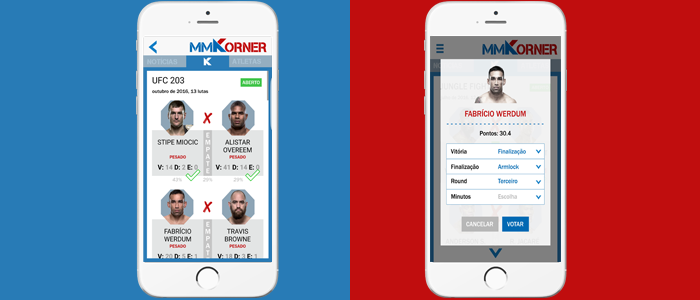 MMKORNER
NOTÍCIAS
K
ATLETAS
UFC 203
ABERTO
outubro de 2016, 13 lutas
STIPE MIOCIC
PESADO
V: 14 D: 2 E: 0
EMPATE
ALISTAR
OVEREEM
PESADO
V: 41 D: 14 E: 0
FABRÍCIO
WERDUM
PESADO
V: 20 D: 5 E: 1
EMPATE
TRAVIS
BROWNE
PESADO
V: 18 D: 3 E: 1
MMKORNER
FABRÍCIO WERDUM
Pontos: 30.4
Vitória Finalização
Finalização Armlock
Round Terceiro
Minutos Escolha
CANCELAR VOTAR